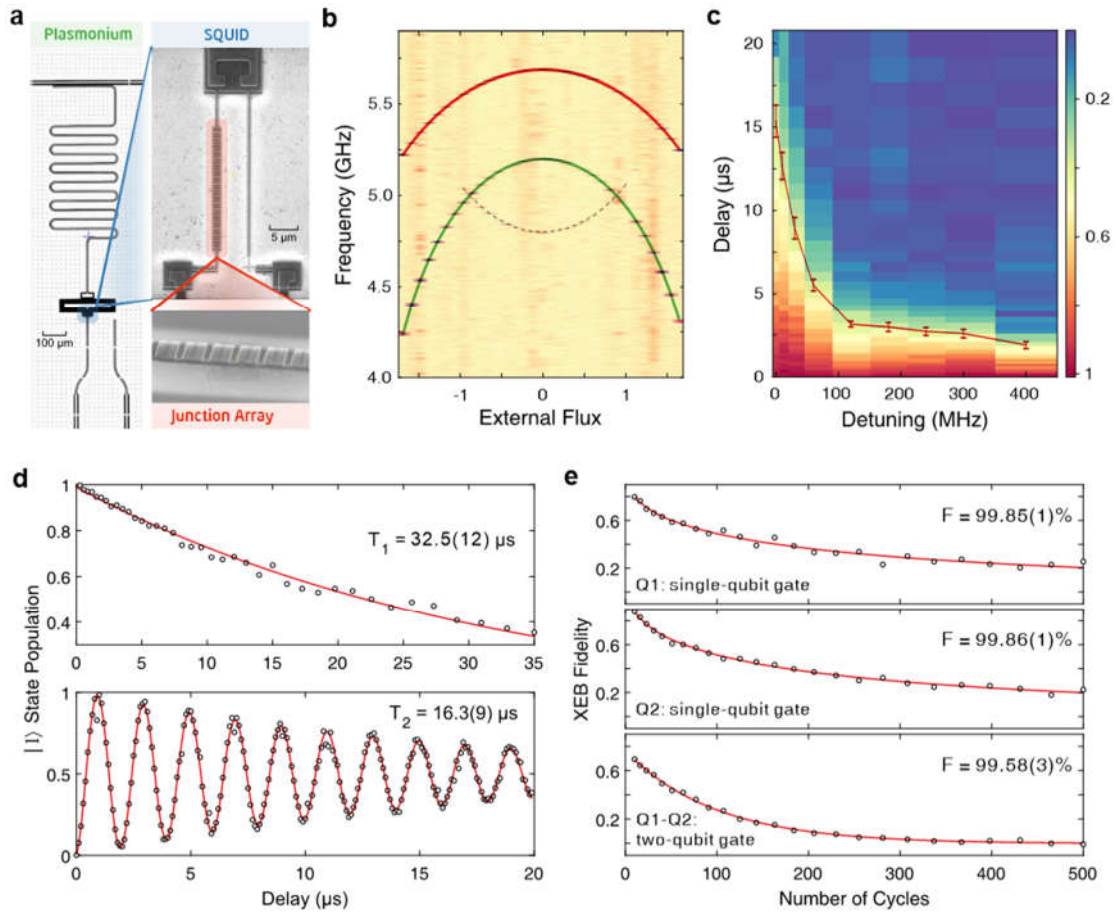 a
Plasmonium
SQUID
5 μm
100 μm
Junction Array
b
Frequency (GHz)
5.5
5.0
4.5
4.0
-1
0
1
External Flux
c
Delay (μs)
20
15
10
5
0
0
100
200
300
400
Detuning (MHz)
0.2
0.6
1
d
|1⟩ State Population
1
0.8
0.6
0.4
T₁ = 32.5(12) μs
0
5
10
15
20
25
30
35
1
0.5
0
T₂ = 16.3(9) μs
0
5
10
15
20
Delay (μs)
e
XEB Fidelity
0.6
0.2
F = 99.85(1)%
Q1: single-qubit gate
0.6
0.2
F = 99.86(1)%
Q2: single-qubit gate
0.6
0.2
F = 99.58(3)%
Q1-Q2:
two-qubit gate
0
100
200
300
400
500
Number of Cycles